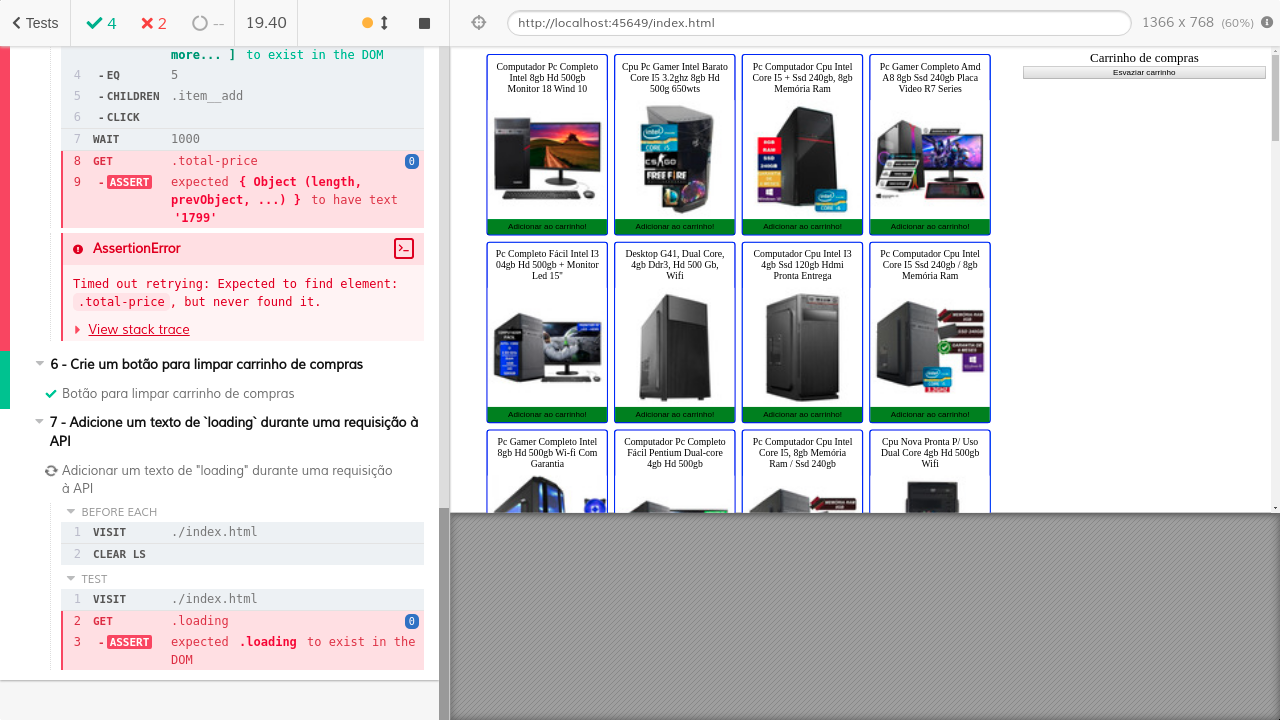 Tests
4
2
--
19.40
http://localhost:45649/index.html
1366 x 768 (60%)
more... ] to exist in the DOM
4 - EQ 5
5 - CHILDREN .item__add
6 - CLICK
7 WAIT 1000
8 GET .total-price 0
9 - ASSERT expected { Object (length,
prevObject, ...) } to have text
'1799'
AssertionError
Timed out retrying: Expected to find element:
.total-price , but never found it.
View stack trace
6 - Crie um botão para limpar carrinho de compras
Botão para limpar carrinho de compras
7 - Adicione um texto de `loading` durante uma requisição à
API
Adicionar um texto de "loading" durante uma requisição
à API
BEFORE EACH
1 VISIT ./index.html
2 CLEAR LS
TEST
1 VISIT ./index.html
2 GET .loading 0
3 - ASSERT expected .loading to exist in the
DOM
Computador Pc Completo
Intel 8gb Hd 500gb
Monitor 18 Wind 10
Adicionar ao carrinho!
Cpu Pc Gamer Intel Barato
Core I5 3.2ghz 8gb Hd
500g 650wts
Adicionar ao carrinho!
Pc Computador Cpu Intel
Core I5 + Ssd 240gb, 8gb
Memória Ram
Adicionar ao carrinho!
Pc Gamer Completo Amd
A8 8gb Ssd 240gb Placa
Video R7 Series
Adicionar ao carrinho!
Pc Completo Fácil Intel I3
04gb Hd 500gb + Monitor
Led 15"
Adicionar ao carrinho!
Desktop G41, Dual Core,
4gb Ddr3, Hd 500 Gb,
Wifi
Adicionar ao carrinho!
Computador Cpu Intel I3
4gb Ssd 120gb Hdmi
Pronta Entrega
Adicionar ao carrinho!
Pc Computador Cpu Intel
Core I5 Ssd 240gb / 8gb
Memória Ram
Adicionar ao carrinho!
Pc Gamer Completo Intel
8gb Hd 500gb Wi-fi Com
Garantia
Computador Pc Completo
Fácil Pentium Dual-core
4gb Hd 500gb
Pc Computador Cpu Intel
Core I5, 8gb Memória
Ram / Ssd 240gb
Cpu Nova Pronta P/ Uso
Dual Core 4gb Hd 500gb
Wifi
Carrinho de compras
Esvaziar carrinho